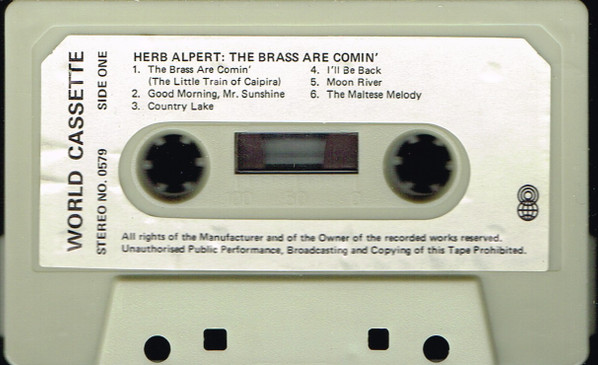 WORLD CASSETTE
STEREO NO. 0579 SIDE ONE
HERB ALPERT: THE BRASS ARE COMIN'
1. The Brass Are Comin'
(The Little Train of Caipira)
2. Good Morning, Mr. Sunshine
3. Country Lake
4. I'll Be Back
5. Moon River
6. The Maltese Melody
All rights of the Manufacturer and of the Owner of the recorded works reserved.
Unauthorised Public Performance, Broadcasting and Copying of this Tape Prohibited.